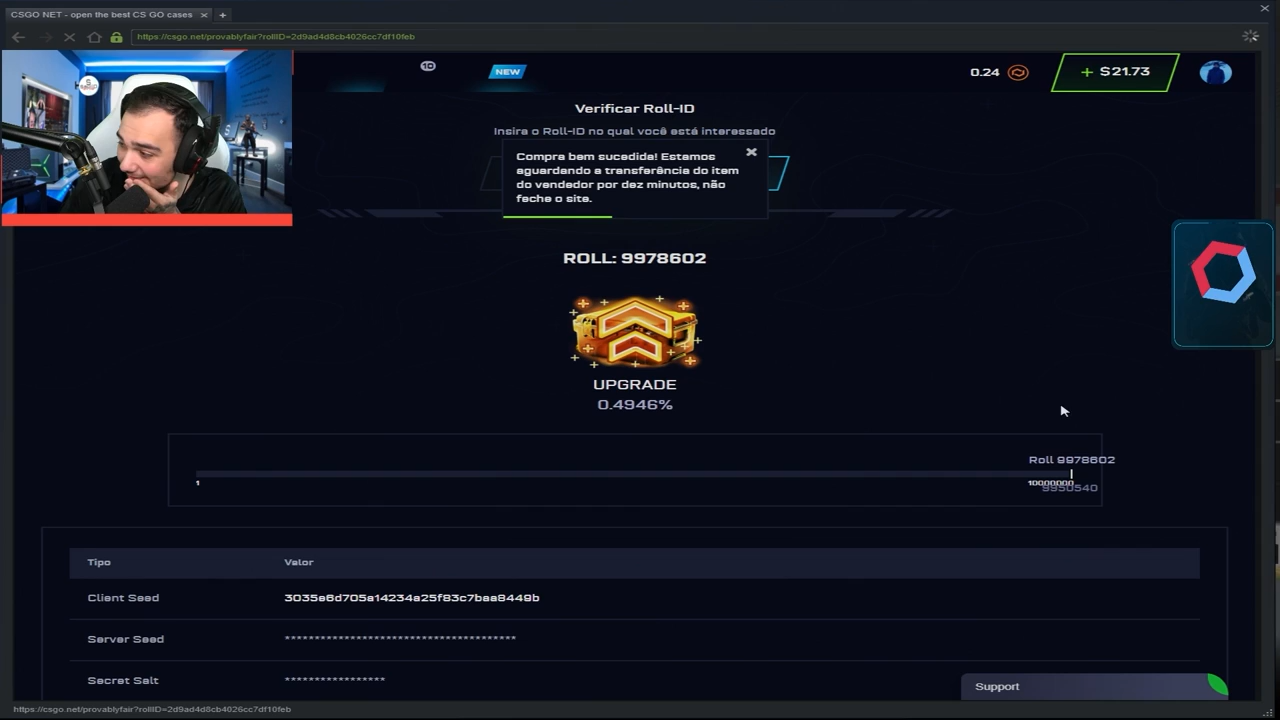 CSGO NET - open the best CS GO cases
https://csgo.net/provablyfair?rollID=2d9ad4d8cb4026cc7df10feb
10
NEW
0.24
+ $21.73
Verificar Roll-ID
Insira o Roll-ID no qual você está interessado
Compra bem sucedida! Estamos
aguardando a transferência do item
do vendedor por dez minutos, não
feche o site.
ROLL: 9978602
UPGRADE
0.4946%
Roll 9978602
1
10000000
9950540
Tipo Valor
Client Seed 3035e6d705a14234a25f83c7baa8449b
Server Seed ***************************************
Secret Salt *****************
Support
https://csgo.net/provablyfair?rollID=2d9ad4d8cb4026cc7df10feb